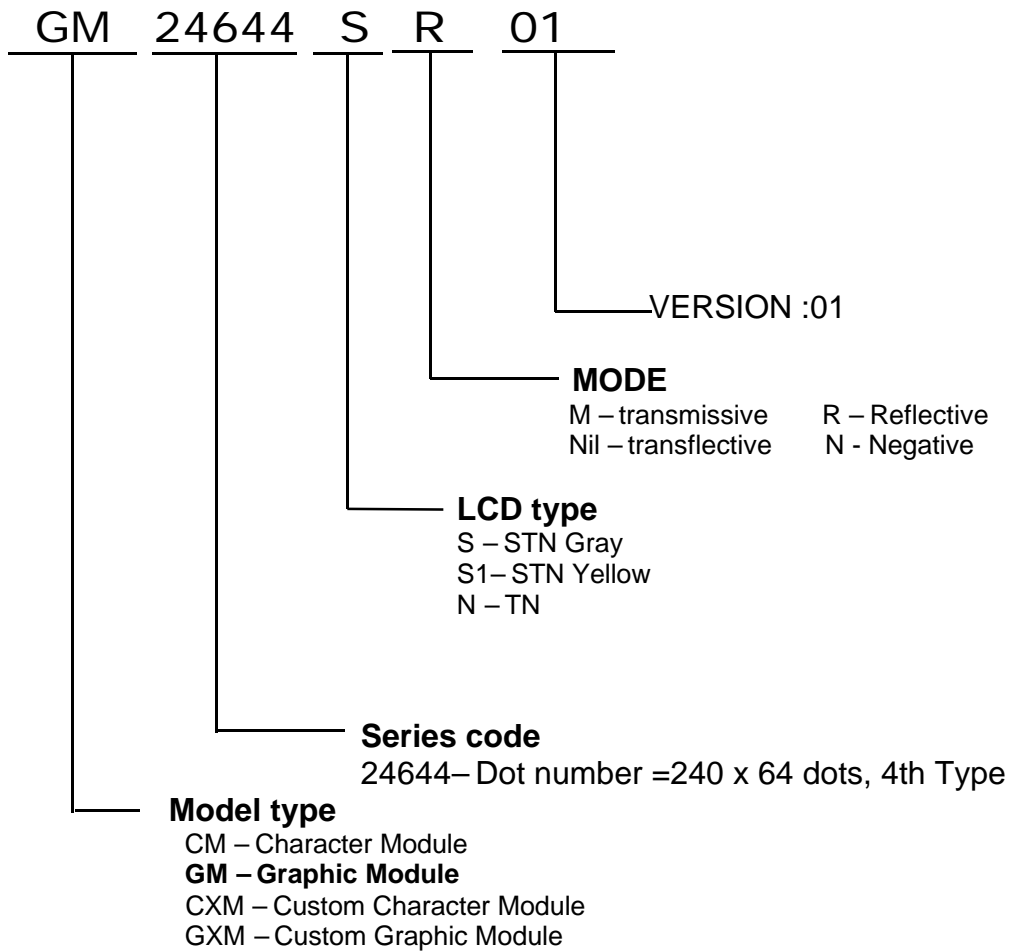 GM 24644 S R 01
VERSION :01
MODE
M – transmissive R – Reflective
Nil – transflective N - Negative
LCD type
S – STN Gray
S1– STN Yellow
N – TN
Series code
24644– Dot number =240 x 64 dots, 4th Type
Model type
CM – Character Module
GM – Graphic Module
CXM – Custom Character Module
GXM – Custom Graphic Module